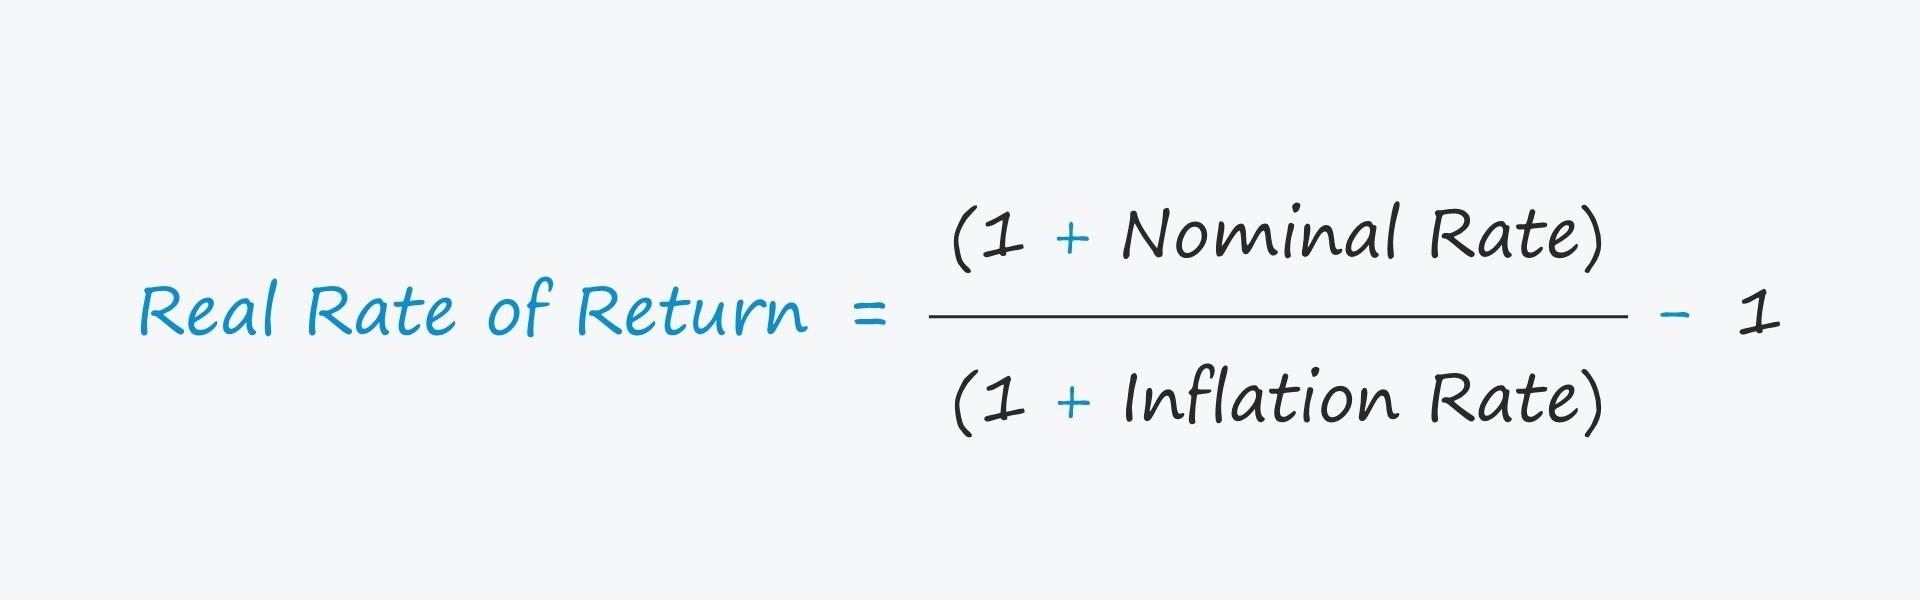 (1 + Nominal Rate)
Real Rate of Return = - 1
(1 + Inflation Rate)